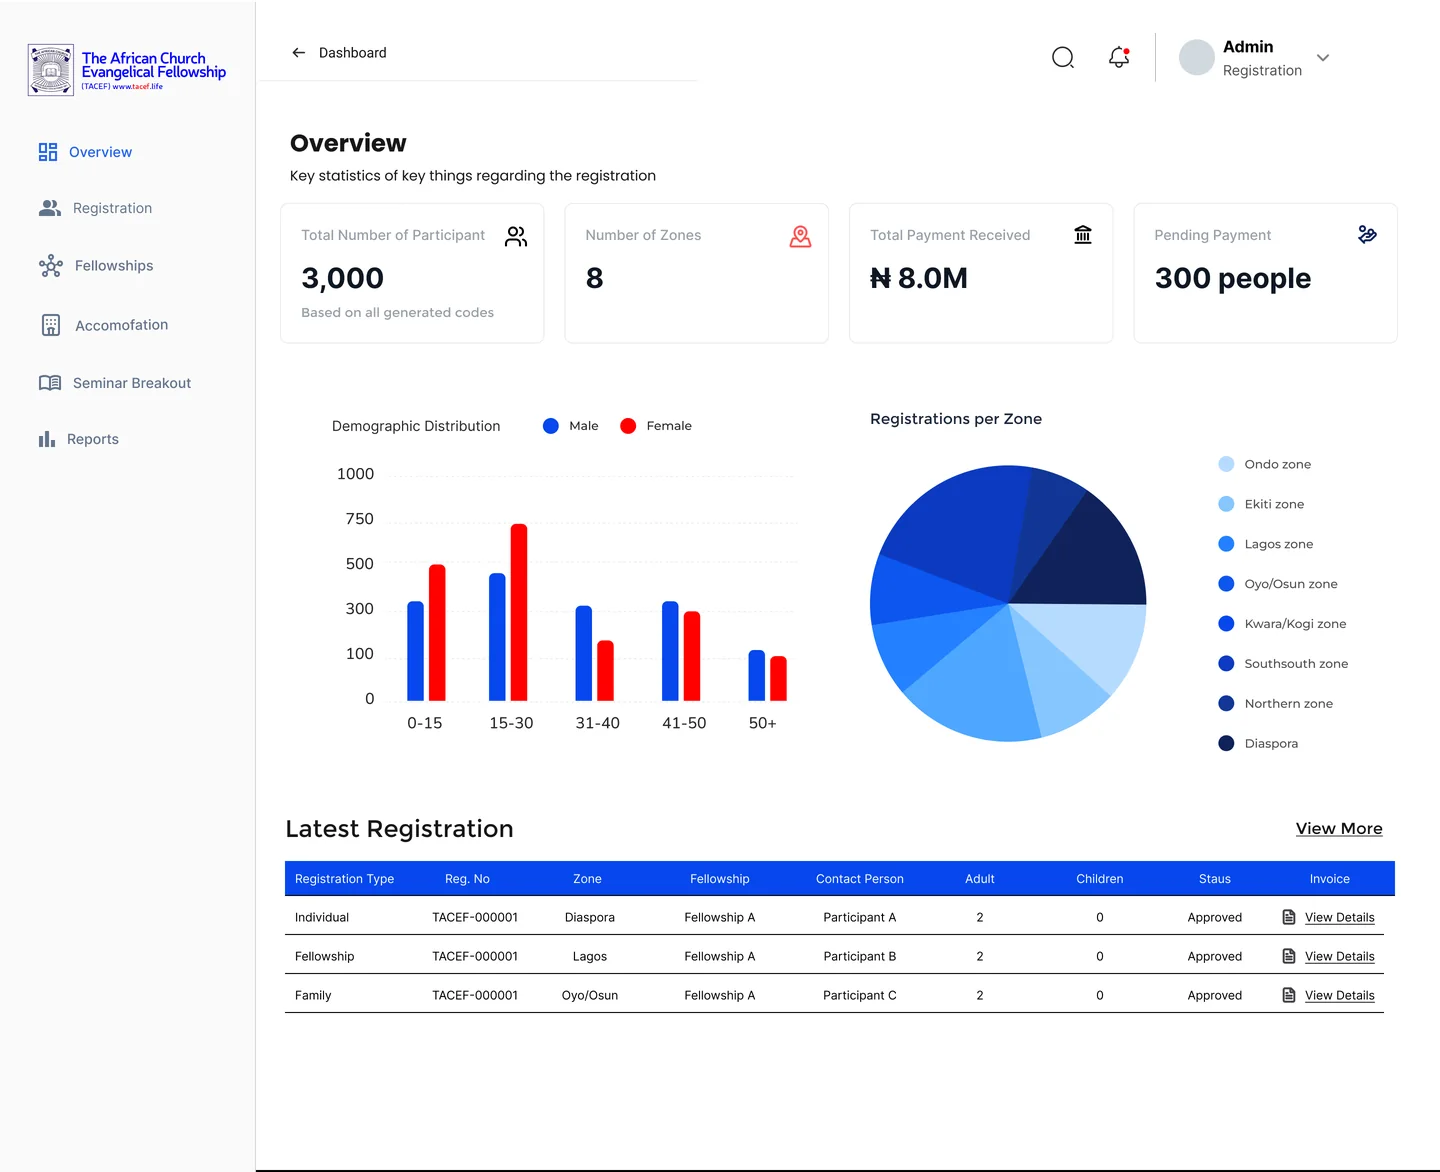 The African Church
Evangelical Fellowship
(TACEF) www.tacef.life
Overview
Registration
Fellowships
Accomofation
Seminar Breakout
Reports
Dashboard
Admin
Registration
Overview
Key statistics of key things regarding the registration
Total Number of Participant
3,000
Based on all generated codes
Number of Zones
8
Total Payment Received
₦ 8.0M
Pending Payment
300 people
Demographic Distribution Male Female
1000
750
500
300
100
0
0-15 15-30 31-40 41-50 50+
Registrations per Zone
Ondo zone
Ekiti zone
Lagos zone
Oyo/Osun zone
Kwara/Kogi zone
Southsouth zone
Northern zone
Diaspora
Latest Registration View More
Registration Type Reg. No Zone Fellowship Contact Person Adult Children Staus Invoice
Individual TACEF-000001 Diaspora Fellowship A Participant A 2 0 Approved View Details
Fellowship TACEF-000001 Lagos Fellowship A Participant B 2 0 Approved View Details
Family TACEF-000001 Oyo/Osun Fellowship A Participant C 2 0 Approved View Details